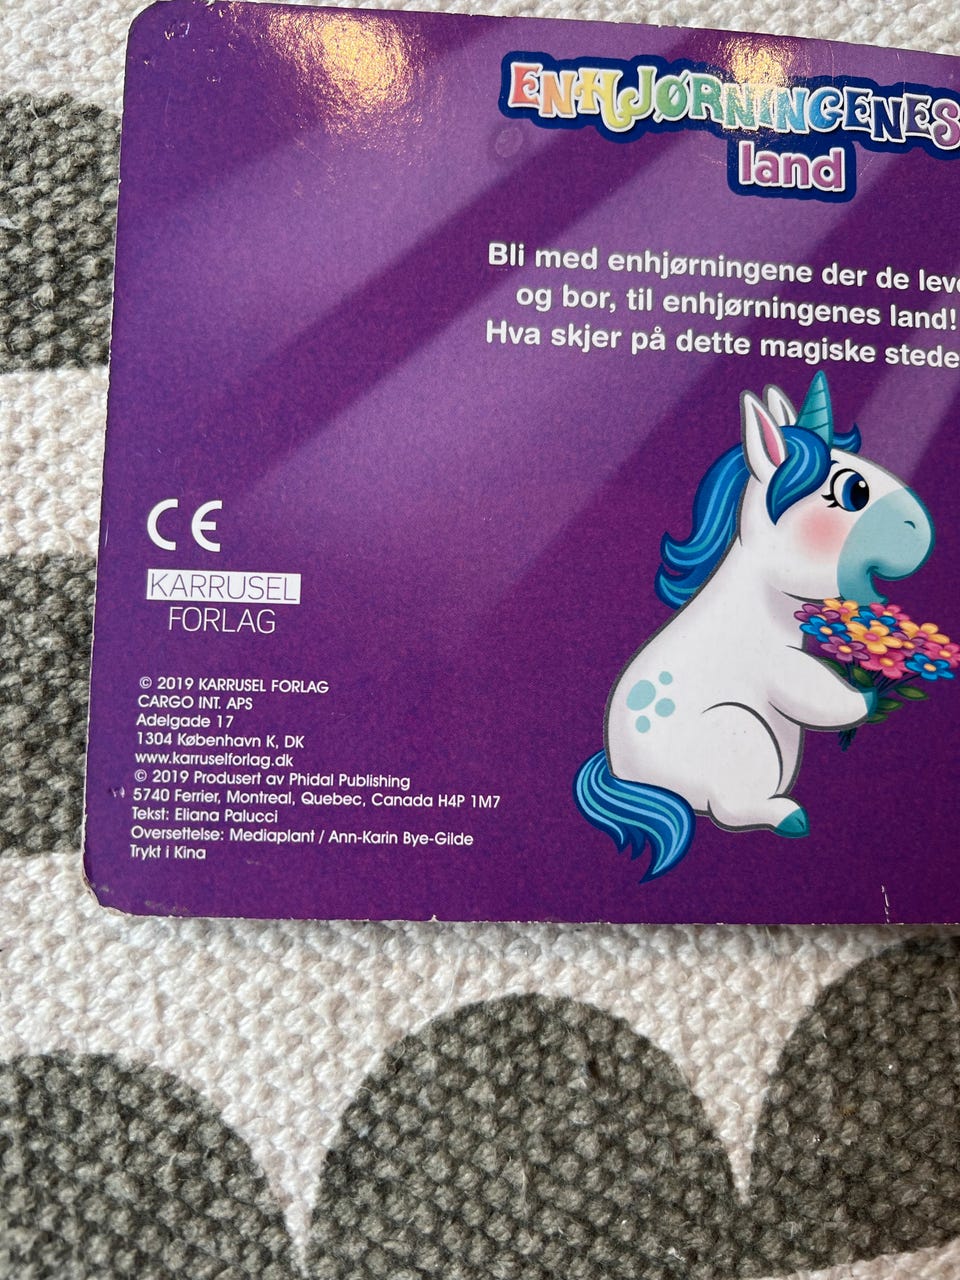 ENHJØRNINGENES
land
Bli med enhjørningene der de
og bor, til enhjørningenes land!
Hva skjer på dette magiske
CE
KARRUSEL
FORLAG
© 2019 KARRUSEL FORLAG
CARGO INT. APS
Adelgade 17
1304 København K, DK
www.karruselforlag.dk
© 2019 Produsert av Phidal Publishing
5740 Ferrier, Montreal, Quebec, Canada H4P 1M7
Tekst: Eliana Palucci
Oversettelse: Mediaplant / Ann-Karin Bye-Gilde
Trykt i Kina